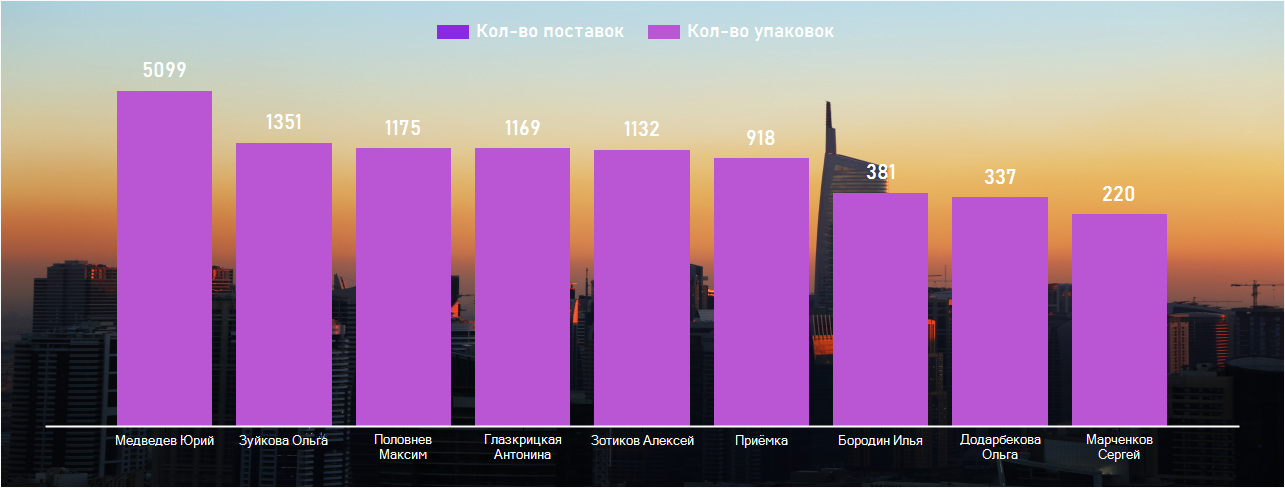 Кол-во поставок Кол-во упаковок
5099
1351
1175
1169
1132
918
381
337
220
Медведев Юрий
Зуйкова Ольга
Половнев
Максим
Глазкрицкая
Антонина
Зотиков Алексей
Приёмка
Бородин Илья
Додарбекова
Ольга
Марченков
Сергей